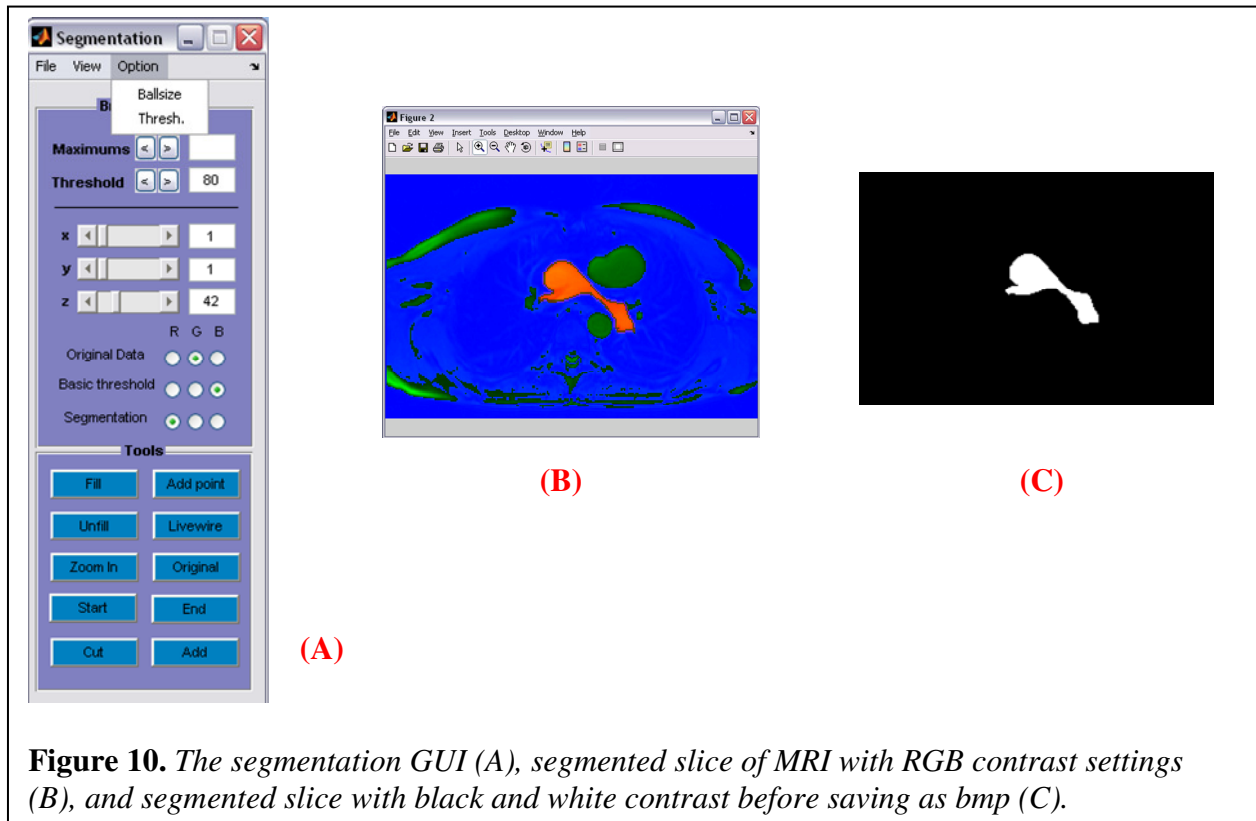 Segmentation
File View Option
Ballsize
Thresh.
Maximums < >
Threshold < > 80
x 1
y 1
z 42
R G B
Original Data
Basic threshold
Segmentation
Tools
Fill Add point
Unfill Livewire
Zoom In Original
Start End
Cut Add
(A)
Figure 2
File Edit View Insert Tools Desktop Window Help
(B)
(C)
Figure 10. The segmentation GUI (A), segmented slice of MRI with RGB contrast settings
(B), and segmented slice with black and white contrast before saving as bmp (C).